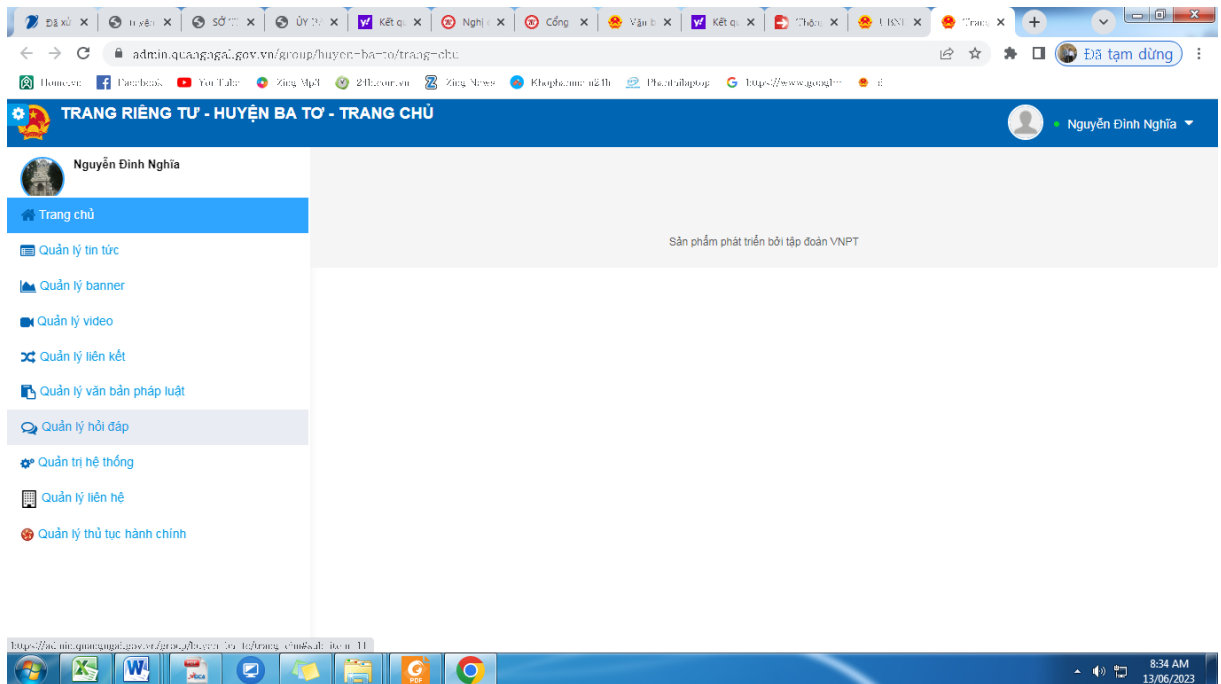 Đã xử
SỞ
ỦY
Kết q
Nghị
Cổng
Văn b
Kết q
Thôn
UBND
Trang
admin.quangngai.gov.vn/group/huyen-ba-to/trang-chu
Đã tạm dừng
Facebook
YouTube
Zing Mp3
24h.com.vn
Zing News
TRANG RIÊNG TƯ - HUYỆN BA TƠ - TRANG CHỦ
Nguyễn Đình Nghĩa
Nguyễn Đình Nghĩa
Trang chủ
Quản lý tin tức
Sản phẩm phát triển bởi tập đoàn VNPT
Quản lý banner
Quản lý video
Quản lý liên kết
Quản lý văn bản pháp luật
Quản lý hỏi đáp
Quản trị hệ thống
Quản lý liên hệ
Quản lý thủ tục hành chính
8:34 AM
13/06/2023